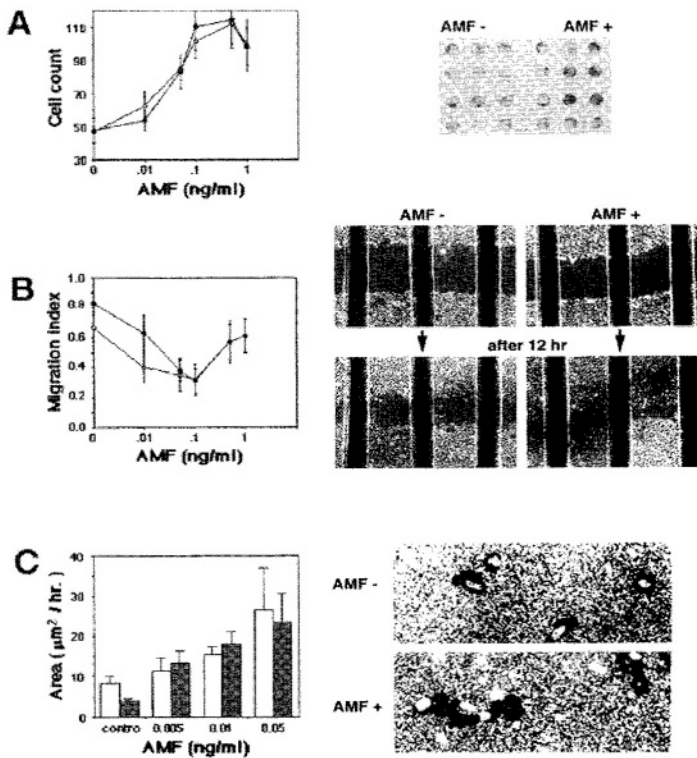 A
AMF - AMF +
Cell count
110
90
70
50
30
0 .01 .1 1
AMF (ng/ml)
AMF - AMF +
B
Migration index
1.0
0.8
0.6
0.4
0.2
0.0
0 .01 .1 1
AMF (ng/ml)
after 12 hr
C
Area ( μm² / hr.)
40
30
20
10
0
contro 0.005 0.01 0.05
AMF (ng/ml)
AMF -
AMF +